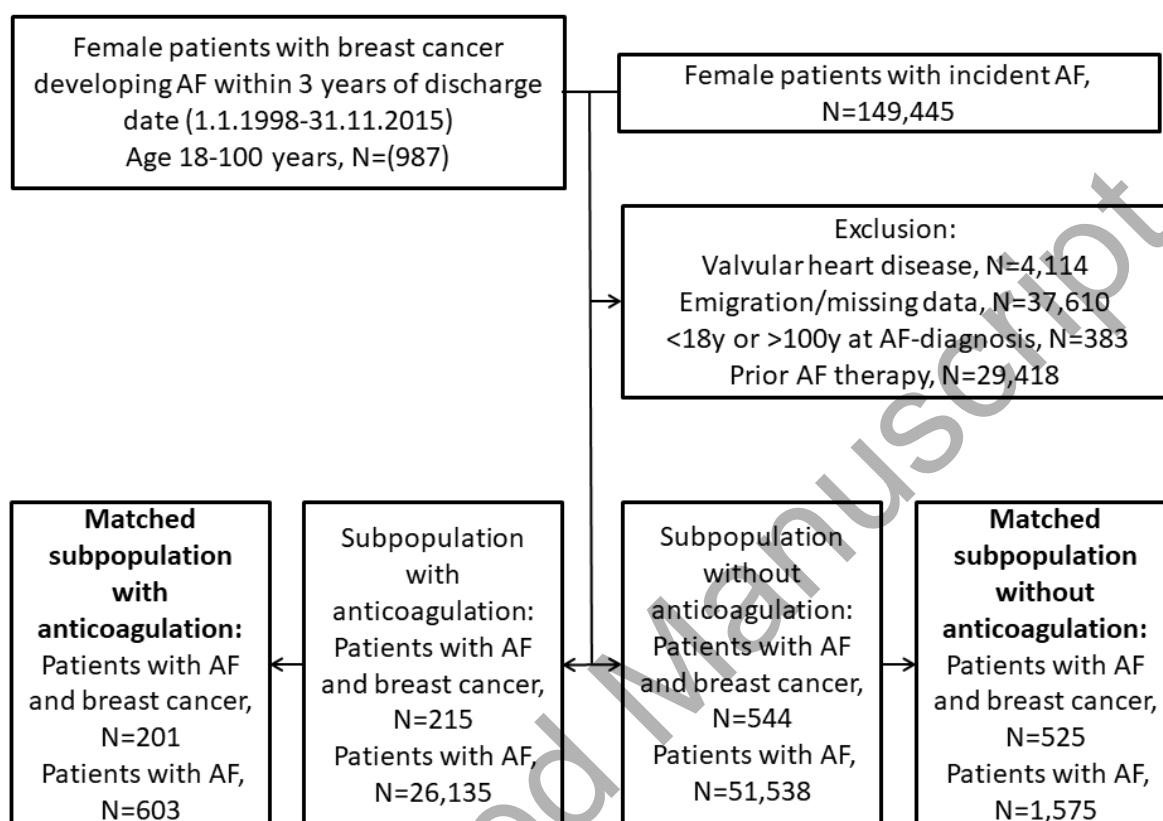 Female patients with breast cancer
developing AF within 3 years of discharge
date (1.1.1998-31.11.2015)
Age 18-100 years, N=(987)
Female patients with incident AF,
N=149,445
Exclusion:
Valvular heart disease, N=4,114
Emigration/missing data, N=37,610
<18y or >100y at AF-diagnosis, N=383
Prior AF therapy, N=29,418
Matched
subpopulation
with
anticoagulation:
Patients with AF
and breast cancer,
N=201
Patients with AF,
N=603
Subpopulation
with
anticoagulation:
Patients with AF
and breast cancer,
N=215
Patients with AF,
N=26,135
Subpopulation
without
anticoagulation:
Patients with AF
and breast cancer,
N=544
Patients with AF,
N=51,538
Matched
subpopulation
without
anticoagulation:
Patients with AF
and breast cancer,
N=525
Patients with AF,
N=1,575
ed Manuscript